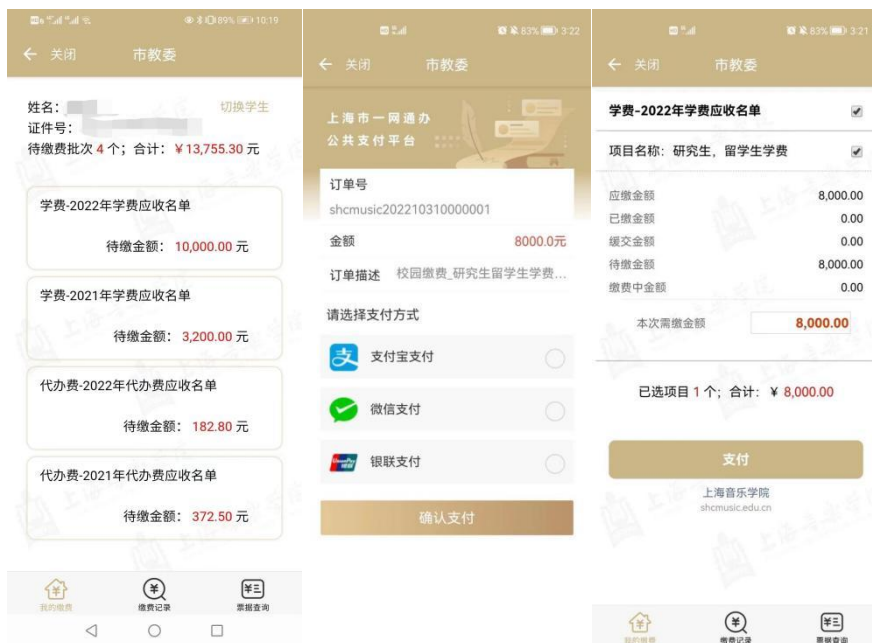 89% 10:19
← 关闭 市教委
姓名：
切换学生
证件号：
待缴费批次 4 个；合计：￥13,755.30 元
学费-2022年学费应收名单
待缴金额： 10,000.00 元
学费-2021年学费应收名单
待缴金额： 3,200.00 元
代办费-2022年代办费应收名单
待缴金额： 182.80 元
代办费-2021年代办费应收名单
待缴金额： 372.50 元
我的缴费 缴费记录 票据查询
83% 3:22
← 关闭 市教委
上海市一网通办
公共支付平台
订单号
shcmusic202210310000001
金额 8000.0元
订单描述 校园缴费_研究生留学生学费...
请选择支付方式
支付宝支付
微信支付
银联支付
确认支付
83% 3:21
← 关闭 市教委
学费-2022年学费应收名单
项目名称：研究生，留学生学费
应缴金额 8,000.00
已缴金额 0.00
缓交金额 0.00
待缴金额 8,000.00
缴费中金额 0.00
本次需缴金额 8,000.00
已选项目 1 个；合计：￥ 8,000.00
支付
上海音乐学院
shcmusic.edu.cn
我的缴费 缴费记录 票据查询